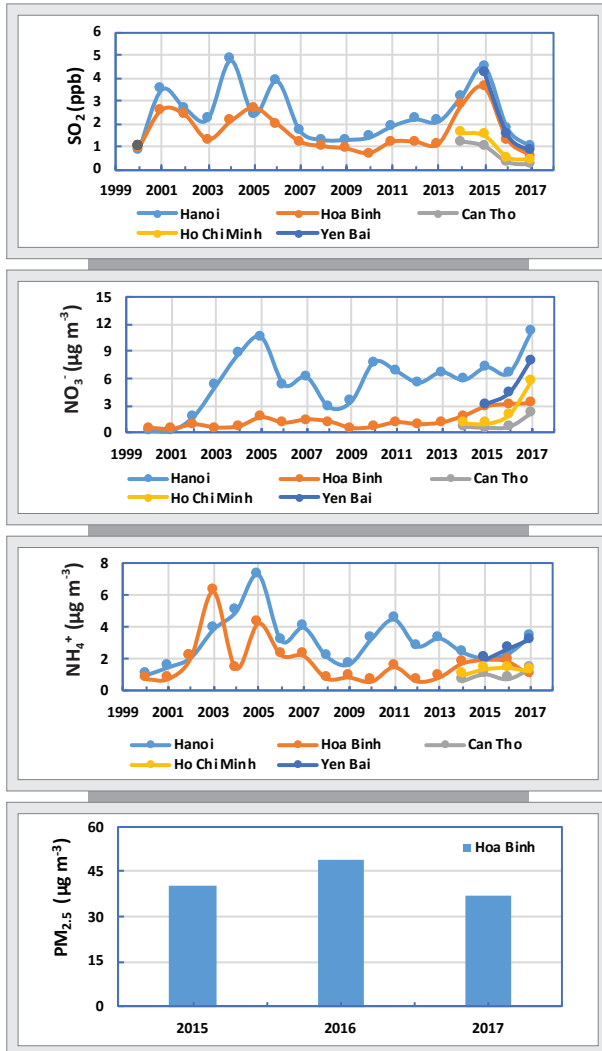 6
5
4
3
2
1
0
SO₂ (ppb)
1999 2001 2003 2005 2007 2009 2011 2013 2015 2017
Hanoi Hoa Binh Can Tho
Ho Chi Minh Yen Bai
15
12
9
6
3
0
NO₃⁻ (µg m⁻³)
1999 2001 2003 2005 2007 2009 2011 2013 2015 2017
Hanoi Hoa Binh Can Tho
Ho Chi Minh Yen Bai
8
6
4
2
0
NH₄⁺ (µg m⁻³)
1999 2001 2003 2005 2007 2009 2011 2013 2015 2017
Hanoi Hoa Binh Can Tho
Ho Chi Minh Yen Bai
60
45
30
15
0
PM₂.₅ (µg m⁻³)
Hoa Binh
2015 2016 2017